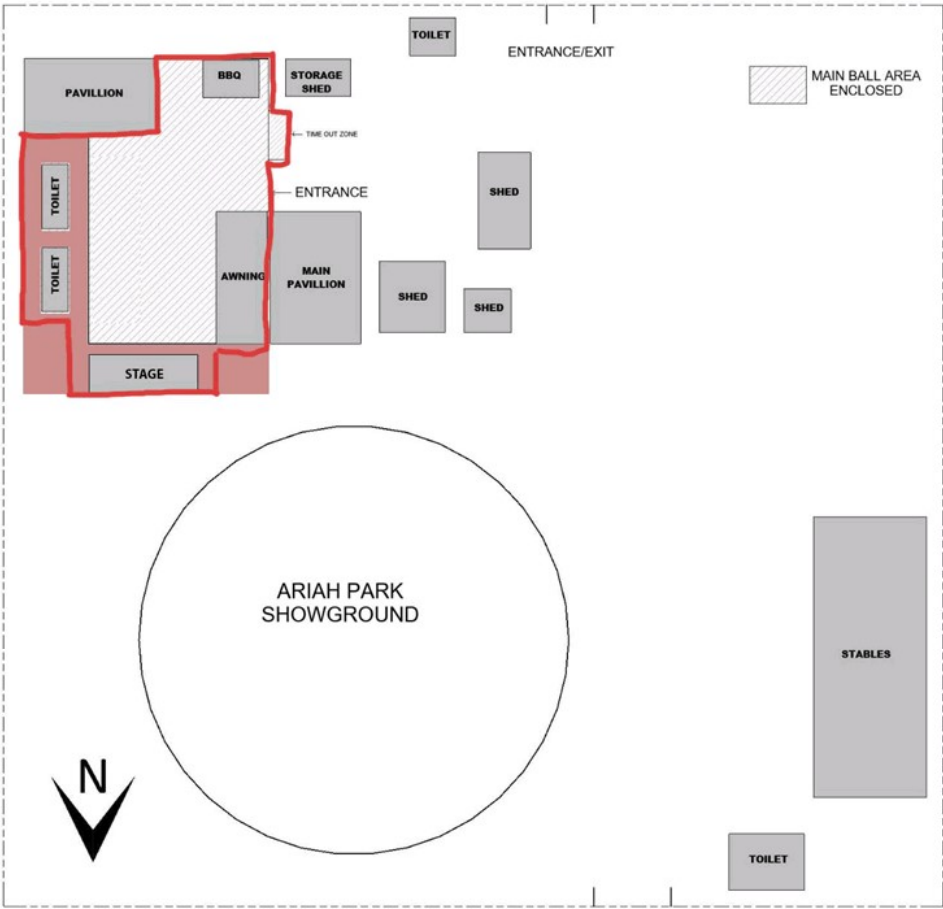 TOILET
ENTRANCE/EXIT
BBQ
STORAGE
SHED
MAIN BALL AREA
ENCLOSED
PAVILLION
TIME OUT ZONE
TOILET
ENTRANCE
SHED
TOILET
AWNING
MAIN
PAVILLION
SHED
SHED
STAGE
ARIAH PARK
SHOWGROUND
STABLES
N
TOILET